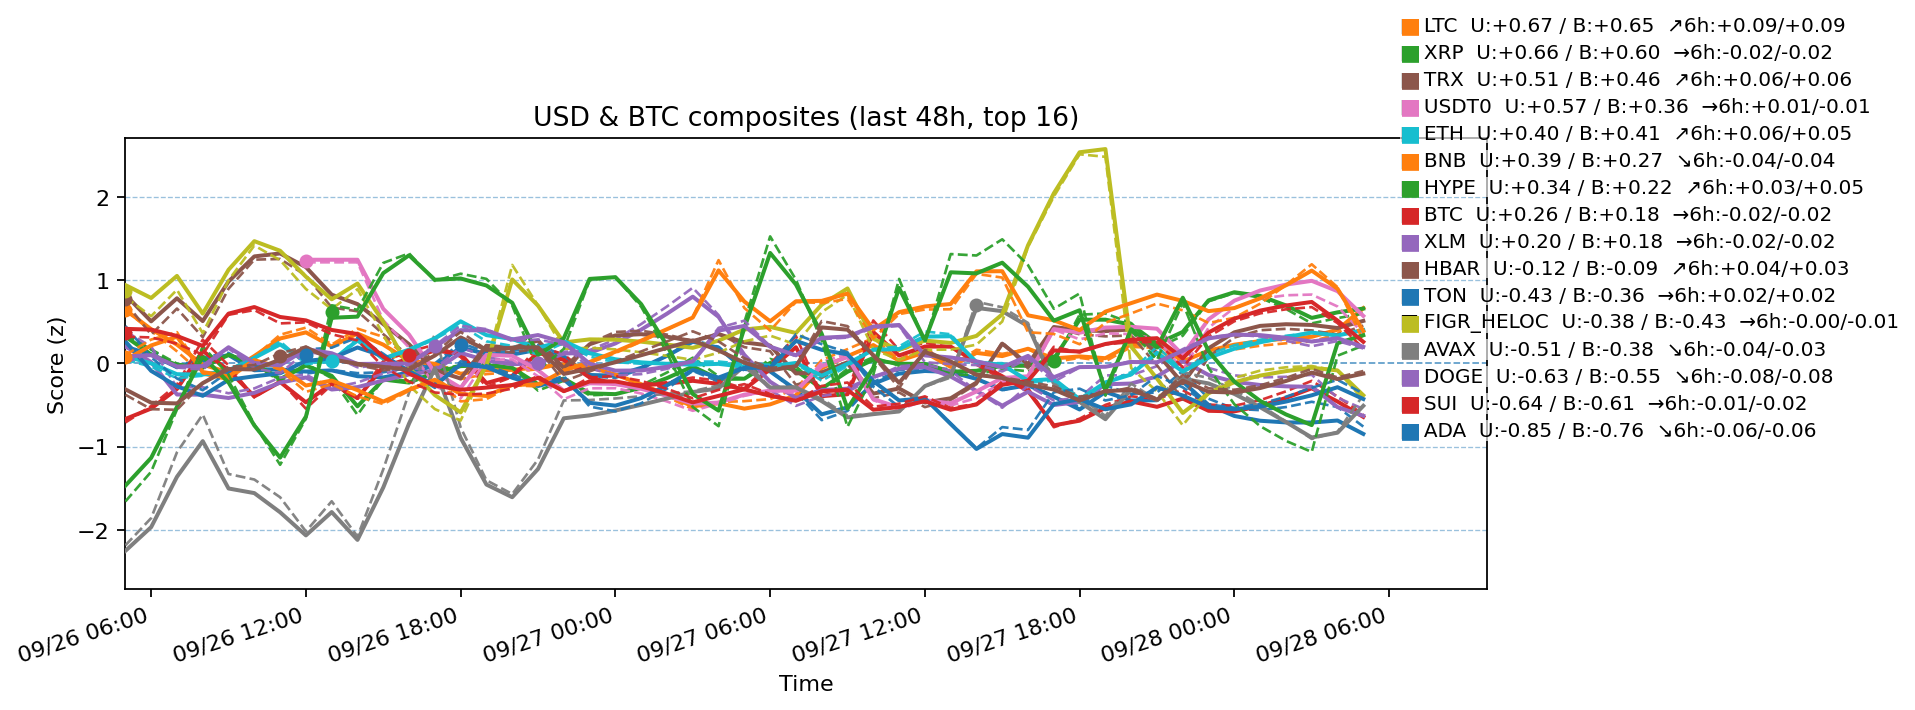 LTC  U:+0.67 / B:+0.65  ↗6h:+0.09/+0.09
XRP  U:+0.66 / B:+0.60  →6h:-0.02/-0.02
TRX  U:+0.51 / B:+0.46  ↗6h:+0.06/+0.06
USDT0  U:+0.57 / B:+0.36  →6h:+0.01/-0.01
ETH  U:+0.40 / B:+0.41  ↗6h:+0.06/+0.05
BNB  U:+0.39 / B:+0.27  ↘6h:-0.04/-0.04
HYPE  U:+0.34 / B:+0.22  ↗6h:+0.03/+0.05
BTC  U:+0.26 / B:+0.18  →6h:-0.02/-0.02
XLM  U:+0.20 / B:+0.18  →6h:-0.02/-0.02
HBAR  U:-0.12 / B:-0.09  ↗6h:+0.04/+0.03
TON  U:-0.43 / B:-0.36  →6h:+0.02/+0.02
FIGR_HELOC  U:-0.38 / B:-0.43  →6h:-0.00/-0.01
AVAX  U:-0.51 / B:-0.38  ↘6h:-0.04/-0.03
DOGE  U:-0.63 / B:-0.55  ↘6h:-0.08/-0.08
SUI  U:-0.64 / B:-0.61  →6h:-0.01/-0.02
ADA  U:-0.85 / B:-0.76  ↘6h:-0.06/-0.06
USD & BTC composites (last 48h, top 16)
Score (z)
2
1
0
−1
−2
09/26 06:00
09/26 12:00
09/26 18:00
09/27 00:00
09/27 06:00
09/27 12:00
09/27 18:00
09/28 00:00
09/28 06:00
Time